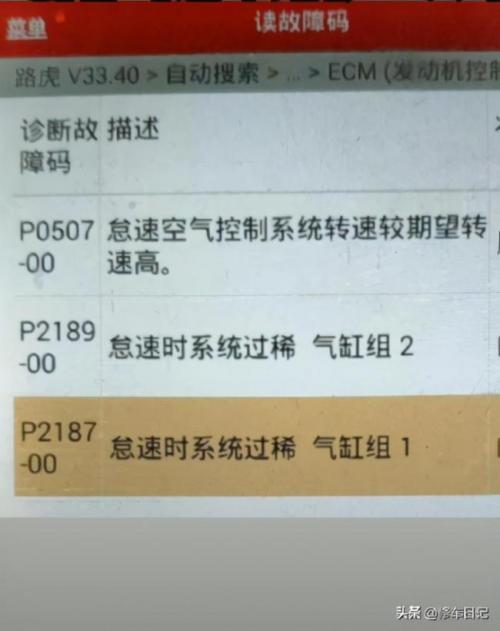 菜单
读故障码
路虎 V33.40 > 自动搜索 > ... > ECM (发动机控制
诊断故 描述
障码
P0507 怠速空气控制系统转速较期望转
-00 速高。
P2189
-00 怠速时系统过稀 气缸组 2
P2187
-00 怠速时系统过稀 气缸组 1
头条 @修车日记